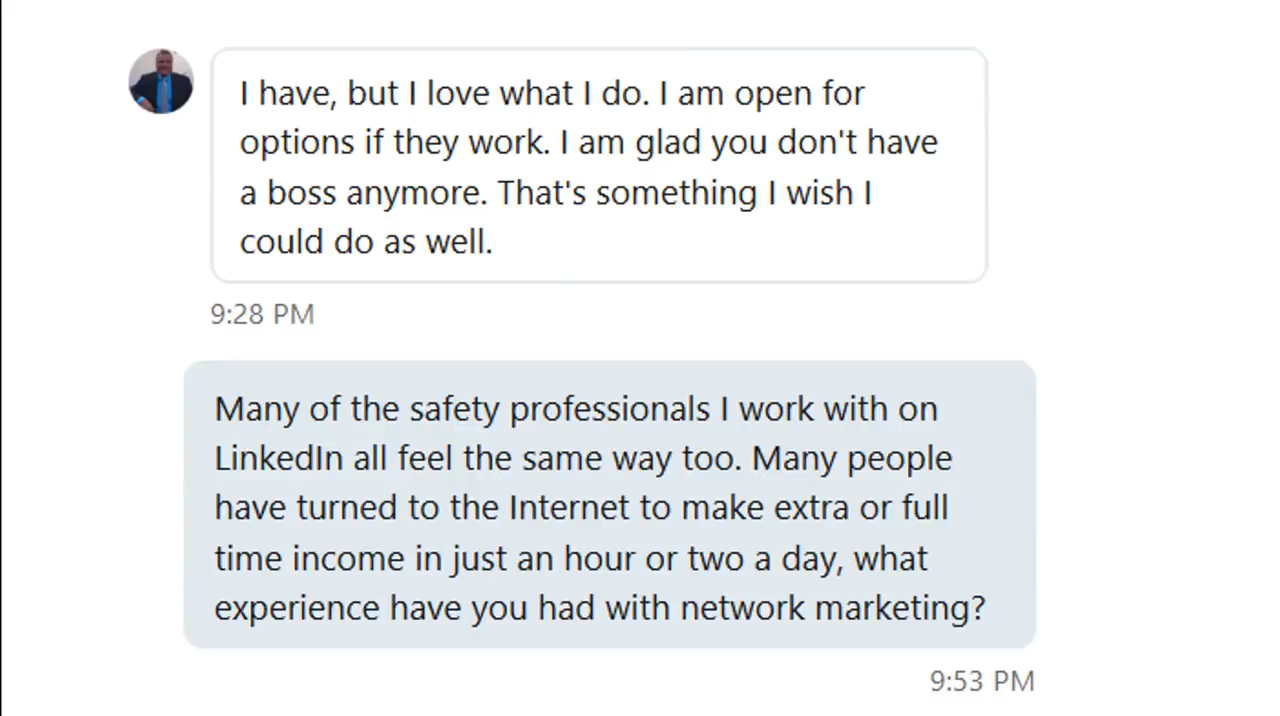 I have, but I love what I do. I am open for
options if they work. I am glad you don't have
a boss anymore. That's something I wish I
could do as well.
9:28 PM
Many of the safety professionals I work with on
LinkedIn all feel the same way too. Many people
have turned to the Internet to make extra or full
time income in just an hour or two a day, what
experience have you had with network marketing?
9:53 PM